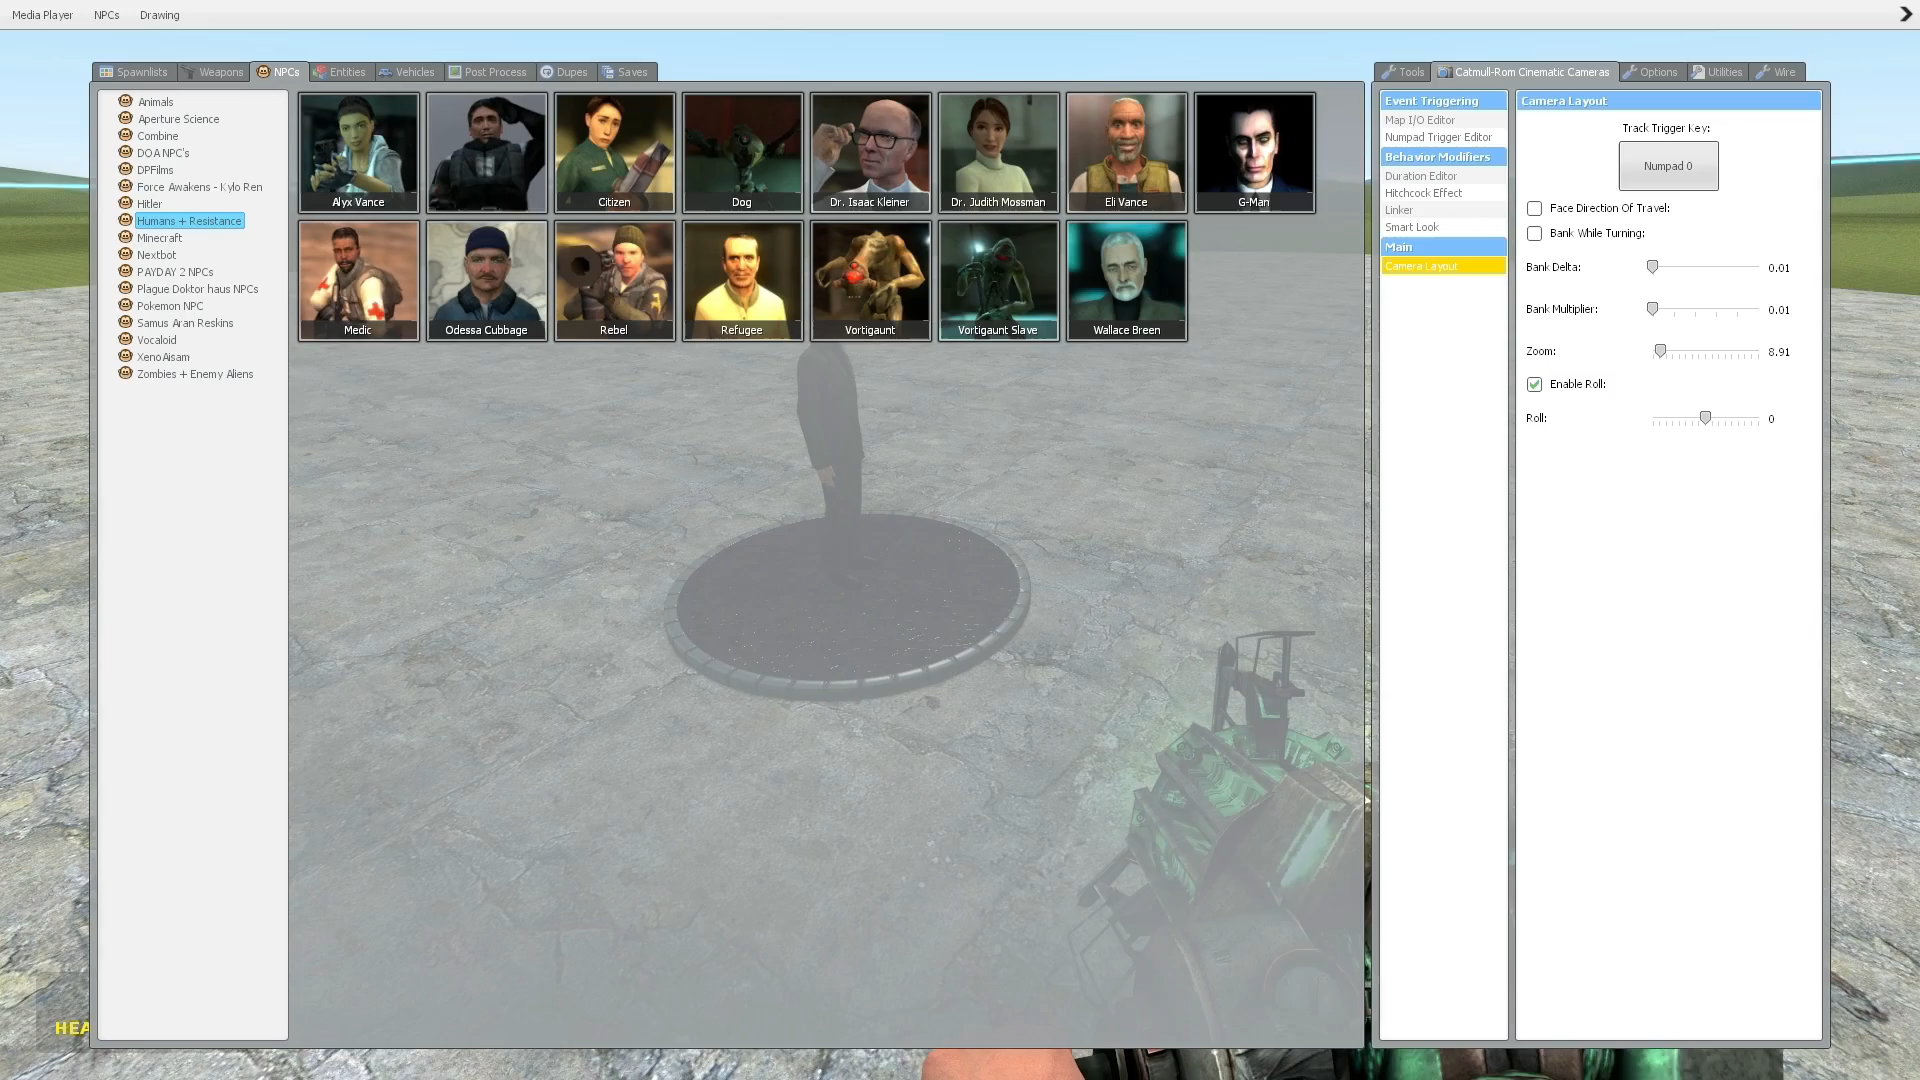 Media Player NPCs Drawing
Spawnlists Weapons NPCs Entities Vehicles Post Process Dupes Saves
Animals
Aperture Science
Combine
DOA NPC's
DPFilms
Force Awakens - Kylo Ren
Hitler
Humans + Resistance
Minecraft
Nextbot
PAYDAY 2 NPCs
Plague Doktor haus NPCs
Pokemon NPC
Samus Aran Reskins
Vocaloid
XenoAisam
Zombies + Enemy Aliens
Alyx Vance
Citizen
Dog
Dr. Isaac Kleiner
Dr. Judith Mossman
Eli Vance
G-Man
Medic
Odessa Cubbage
Rebel
Refugee
Vortigaunt
Vortigaunt Slave
Wallace Breen
Tools Catmull-Rom Cinematic Cameras Options Utilities Wire
Event Triggering
Map I/O Editor
Numpad Trigger Editor
Behavior Modifiers
Duration Editor
Hitchcock Effect
Linker
Smart Look
Main
Camera Layout
Camera Layout
Track Trigger Key:
Numpad 0
Face Direction Of Travel:
Bank While Turning:
Bank Delta: 0.01
Bank Multiplier: 0.01
Zoom: 8.91
Enable Roll:
Roll: 0
HEA